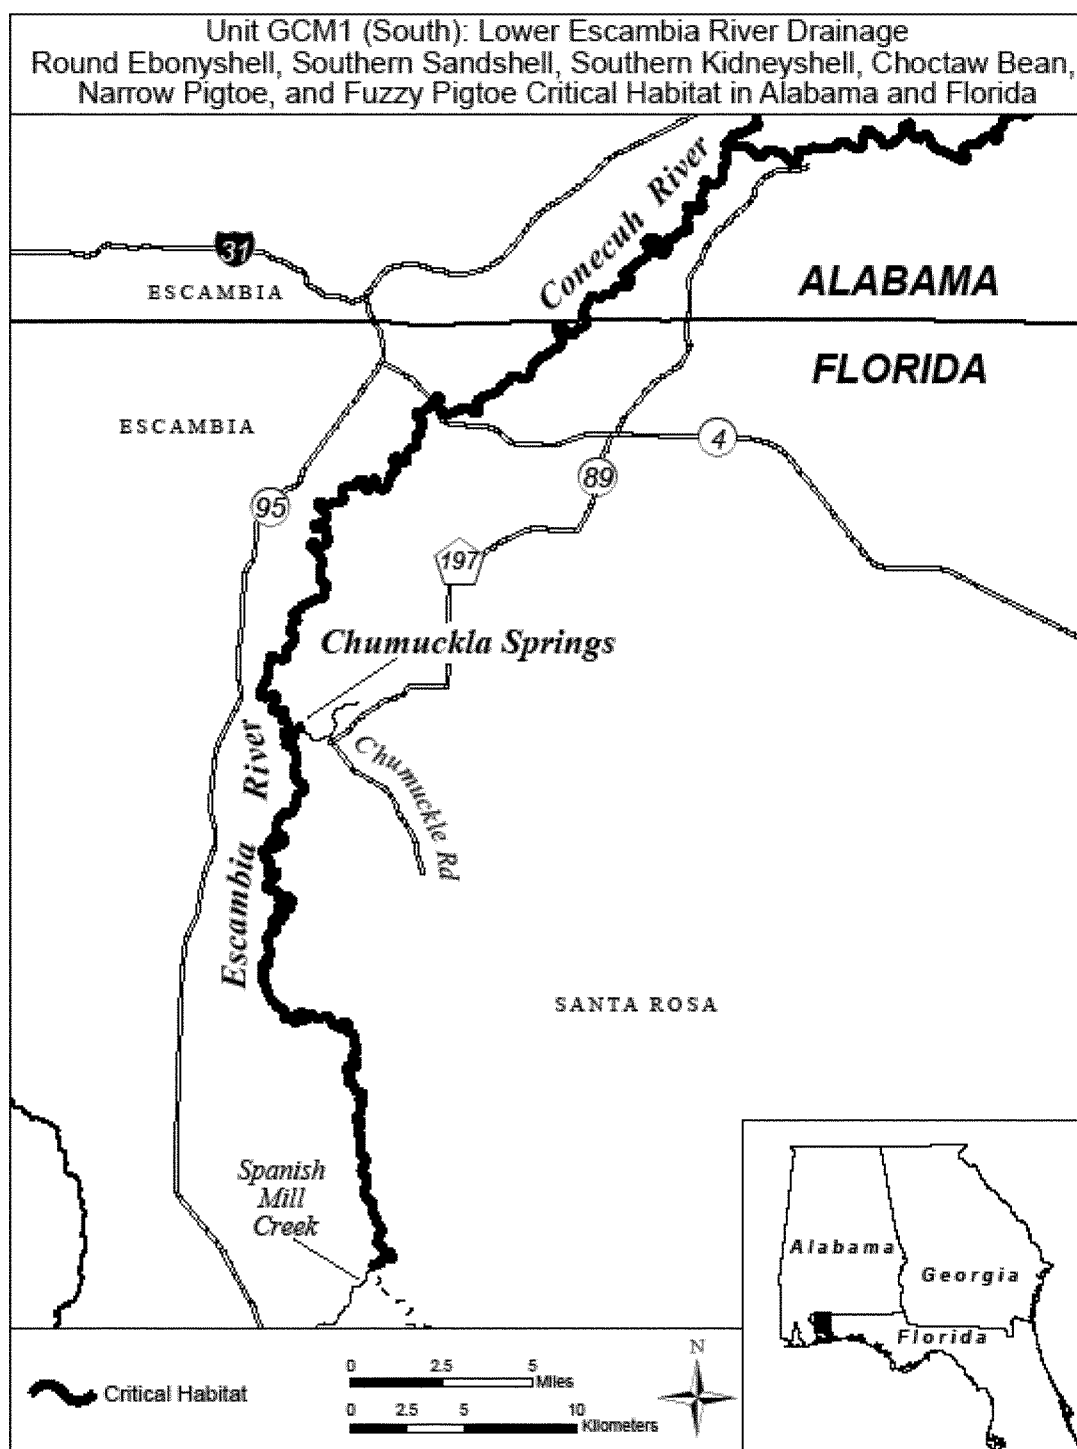 Unit GCM1 (South): Lower Escambia River Drainage
Round Ebonyshell, Southern Sandshell, Southern Kidneyshell, Choctaw Bean,
Narrow Pigtoe, and Fuzzy Pigtoe Critical Habitat in Alabama and Florida
Conecuh River
31
ESCAMBIA
ALABAMA
FLORIDA
ESCAMBIA
4
89
95
197
Chumuckla Springs
Chumuckle Rd
Escambia River
SANTA ROSA
Spanish
Mill
Creek
Alabama
Georgia
Florida
Critical Habitat
0 2.5 5
Miles
0 2.5 5 10
Kilometers
N